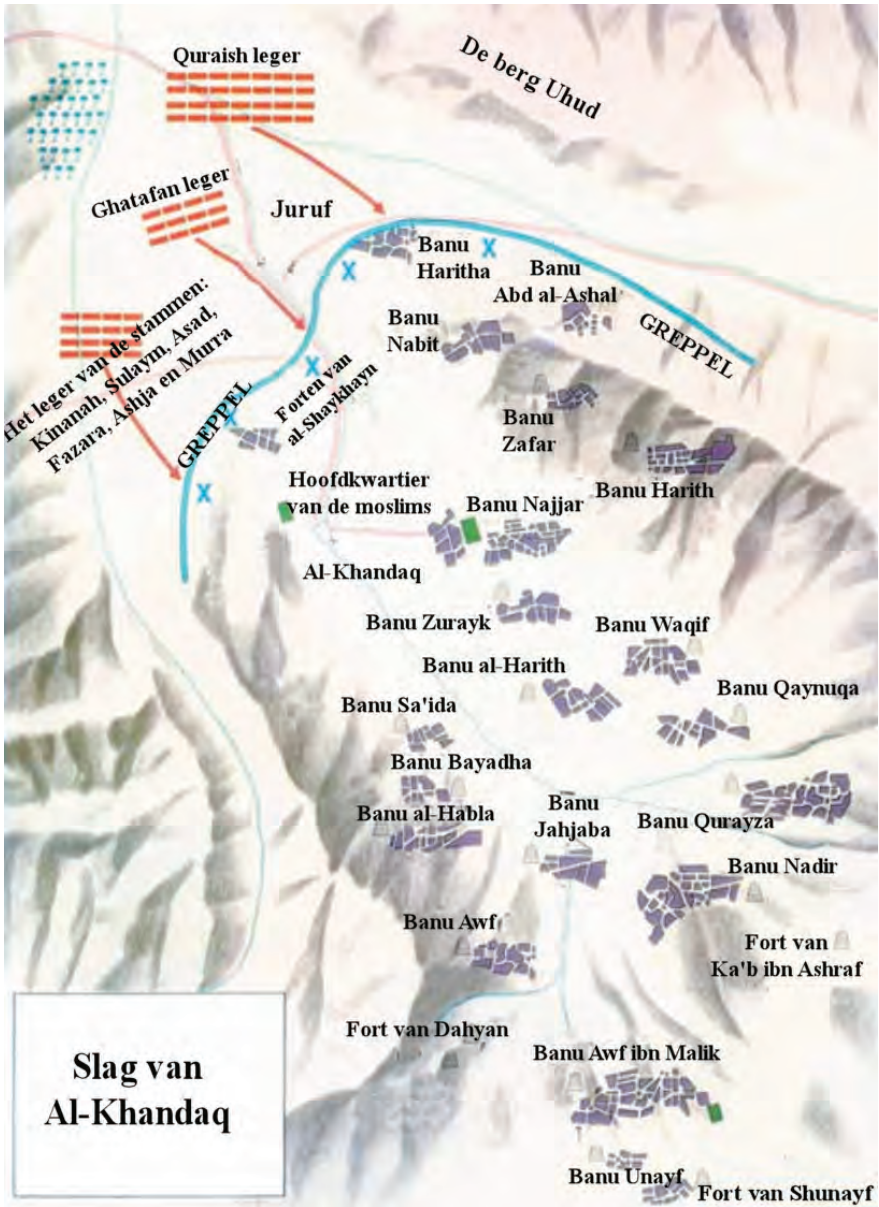 Quraish leger
De berg Uhud
Ghatafan leger
Juruf
Banu
Haritha
Banu
Abd al-Ashal
Banu
Nabit
GREPPEL
Het leger van de stammen:
Kinanah, Sulaym, Asad,
Fazara, Ashja en Murra
GREPPEL
Forten van
al-Shaykhayn
Banu
Zafar
Banu Harith
Hoofdkwartier
van de moslims
Banu Najjar
Al-Khandaq
Banu Zurayk
Banu Waqif
Banu al-Harith
Banu Qaynuqa
Banu Sa'ida
Banu Bayadha
Banu al-Habla
Banu
Jahjaba
Banu Qurayza
Banu Nadir
Banu Awf
Fort van
Ka'b ibn Ashraf
Fort van Dahyan
Banu Awf ibn Malik
Slag van
Al-Khandaq
Banu Unayf
Fort van Shunayf